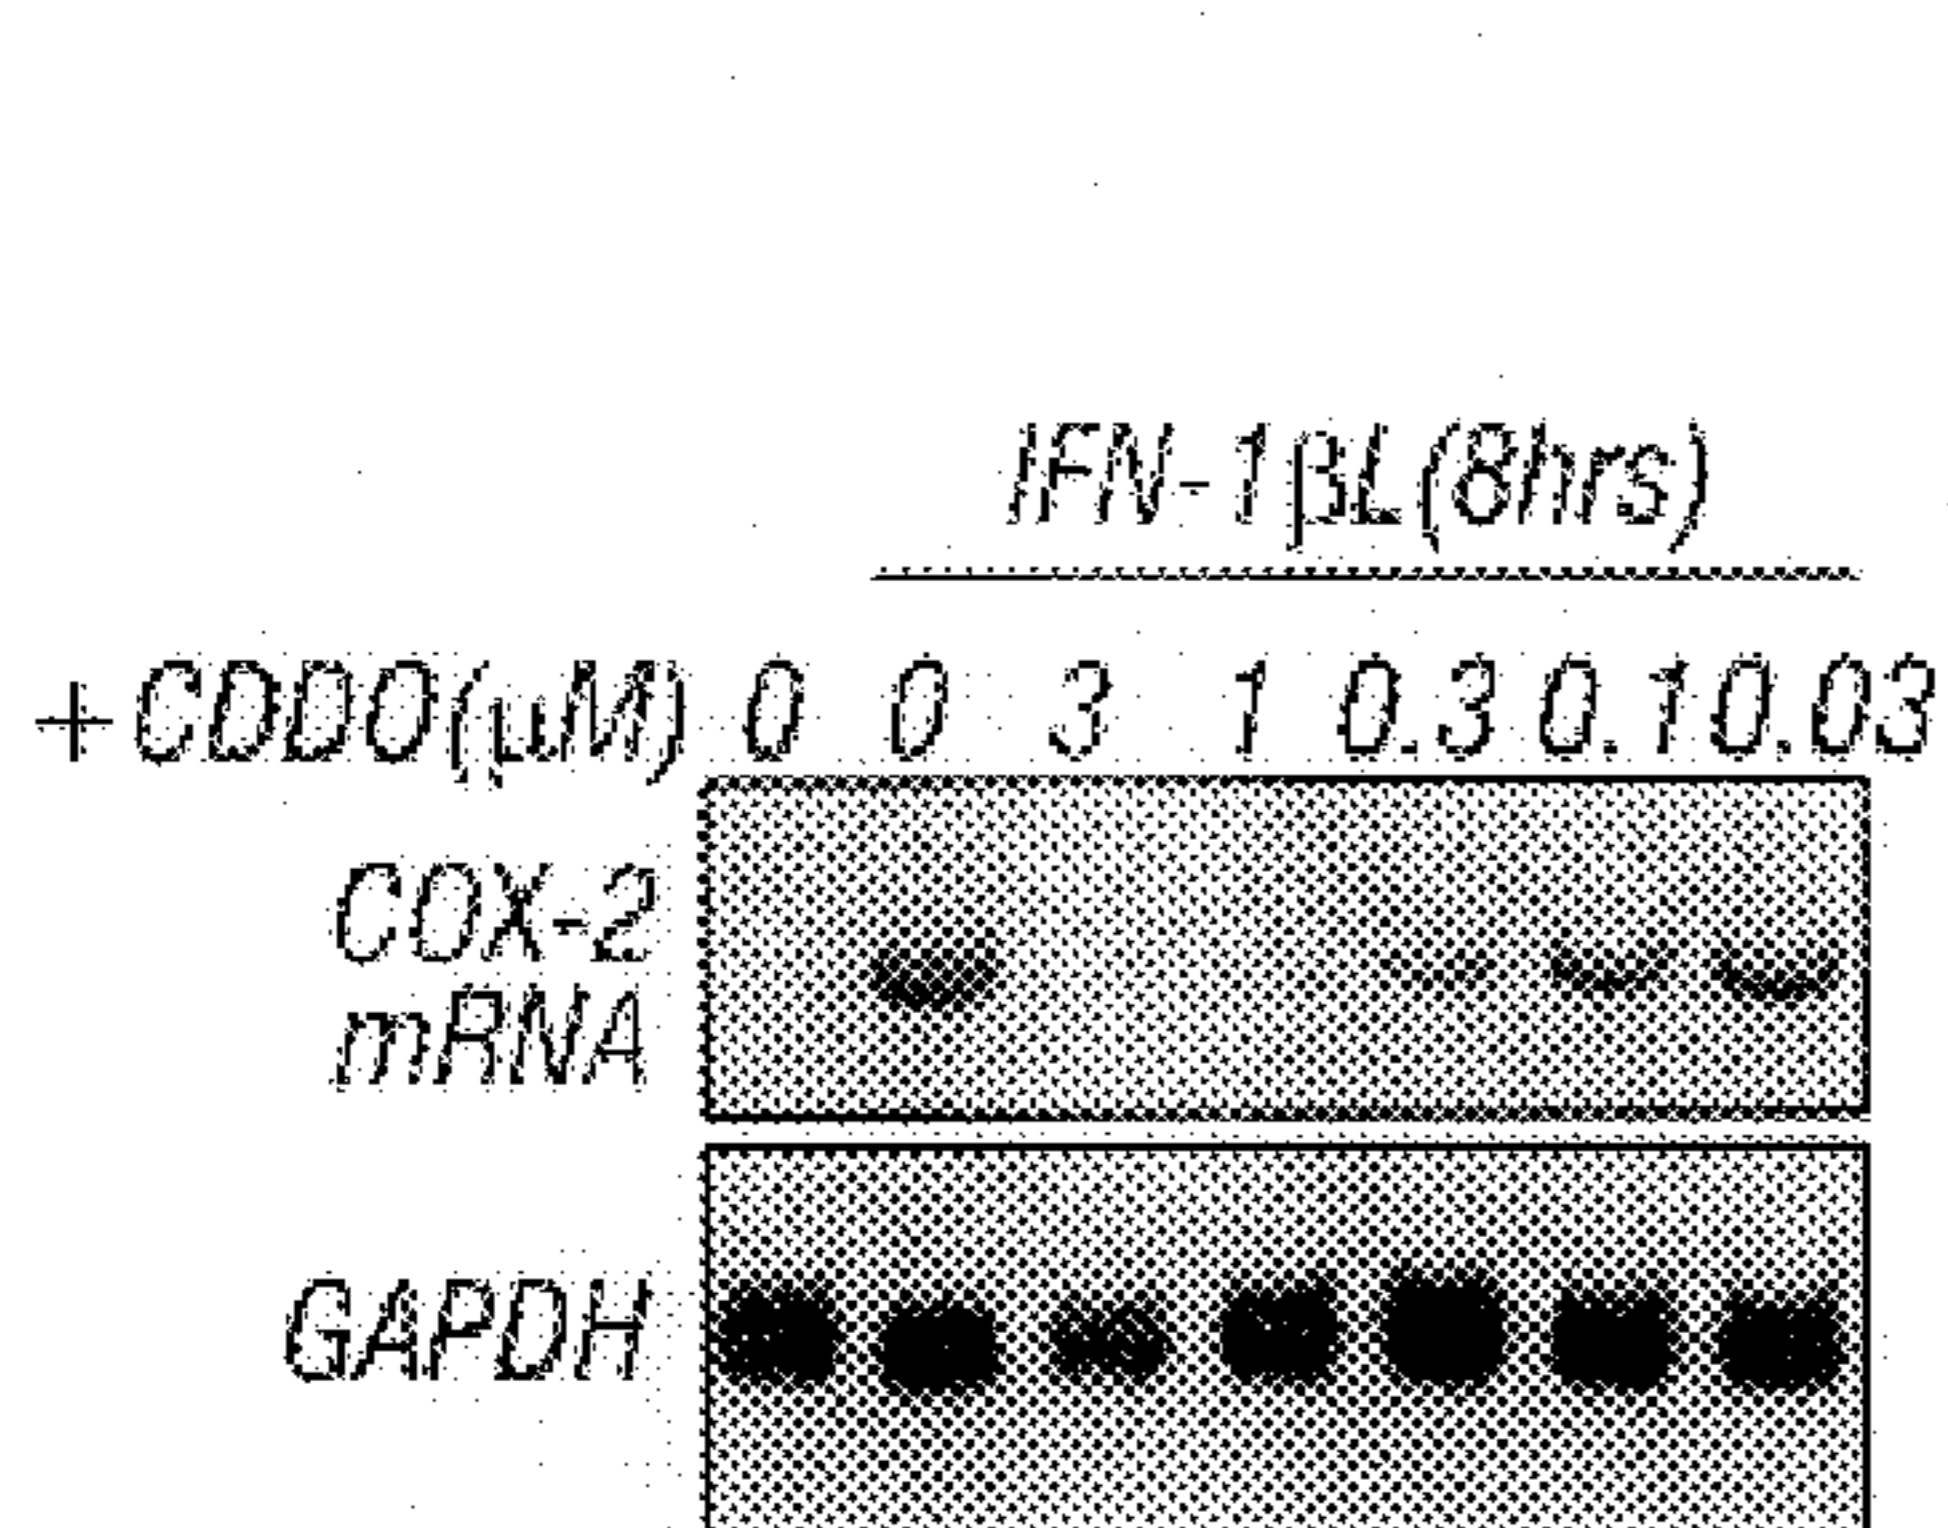 IFN-1βL(8hrs)
+CDDO(μM) 0 0 3 1 0.3 0.1 0.03
COX-2
mRNA
GAPDH